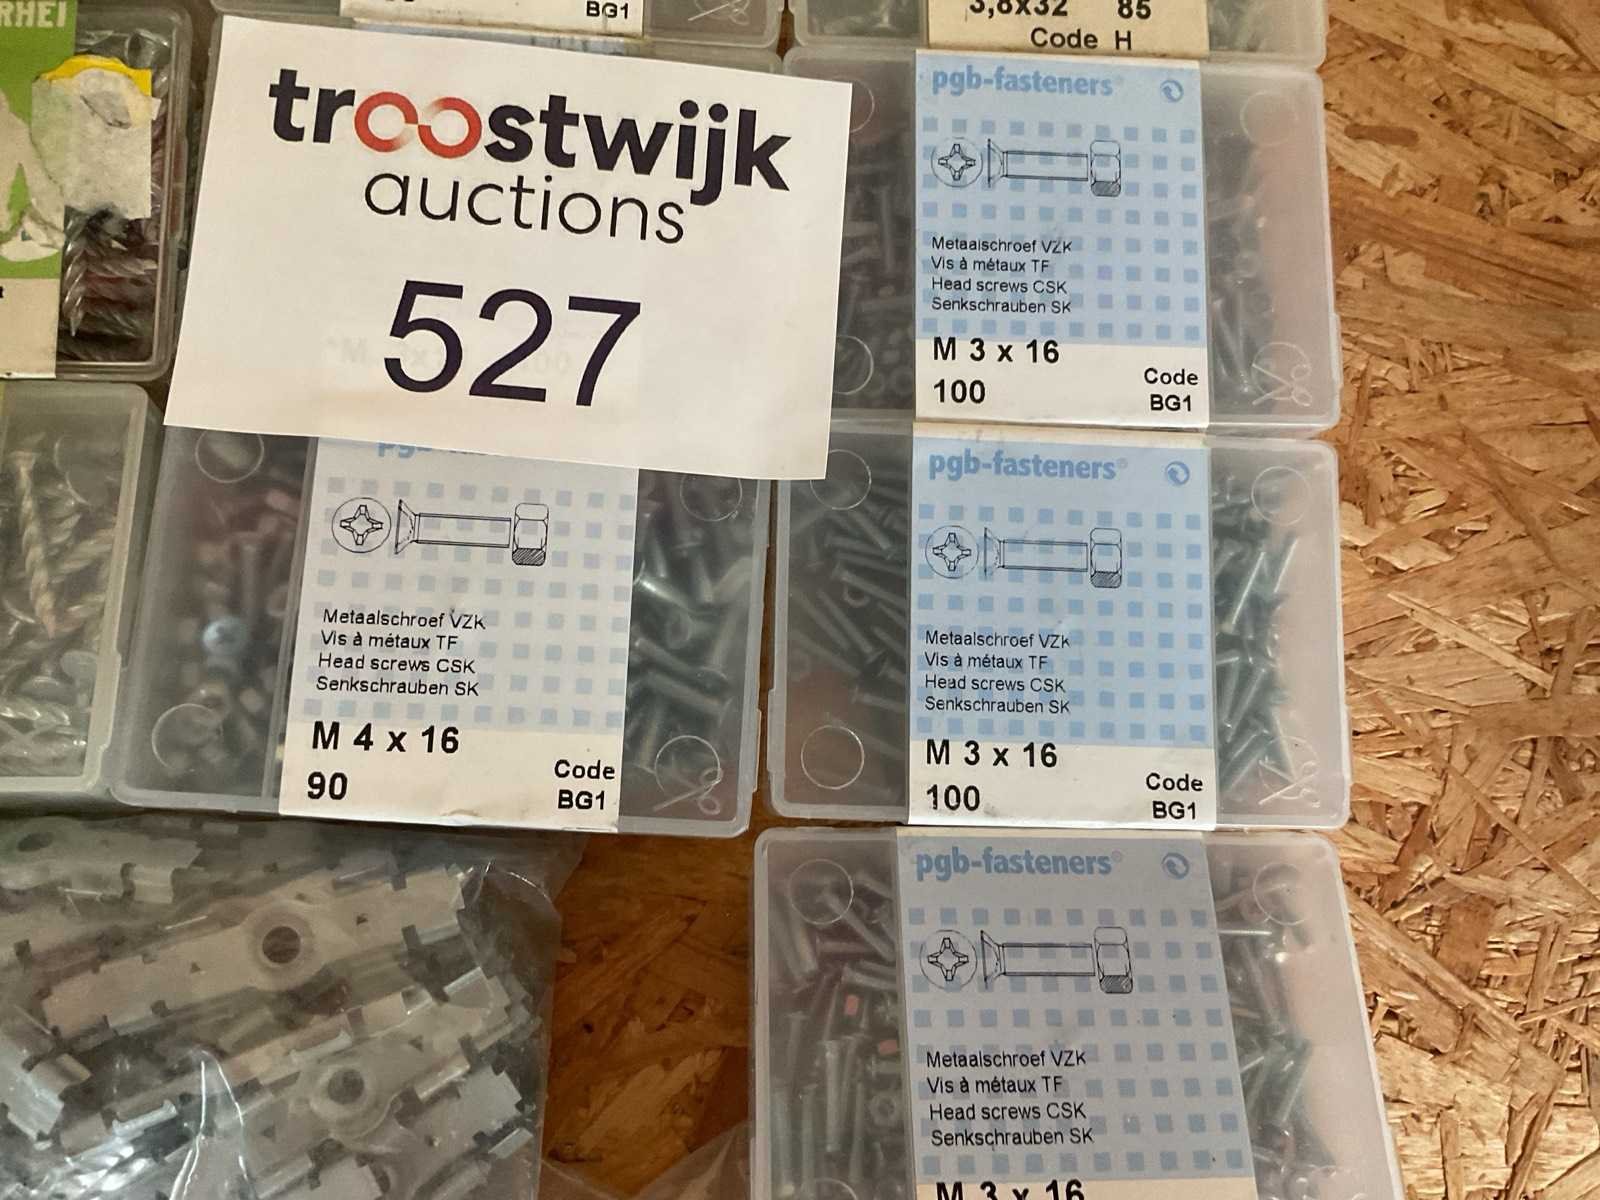 RHEI
BG1
3,8x32 85
Code H
troostwijk
auctions
527
pgb-fasteners
Metaalschroef VZK
Vis à métaux TF
Head screws CSK
Senkschrauben SK
M 3 x 16
100
Code
BG1
Metaalschroef VZK
Vis à métaux TF
Head screws CSK
Senkschrauben SK
M 4 x 16
90
Code
BG1
pgb-fasteners
Metaalschroef VZK
Vis à métaux TF
Head screws CSK
Senkschrauben SK
M 3 x 16
100
Code
BG1
pgb-fasteners
Metaalschroef VZK
Vis à métaux TF
Head screws CSK
Senkschrauben SK
M 3 x 16